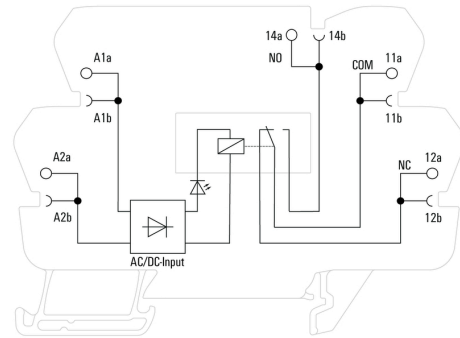 14a
14b
NO
A1a
COM
11a
A1b
11b
A2a
NC
12a
A2b
12b
AC/DC-Input